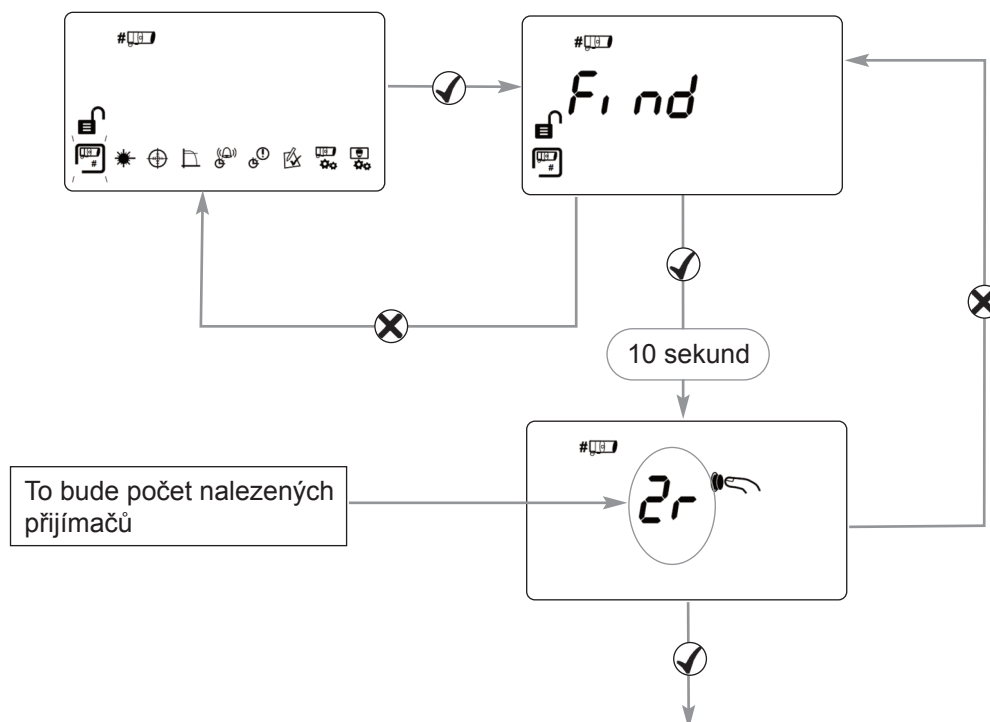 #
#
#
Find
#
10 sekund
#
2r
To bude počet nalezených
přijímačů